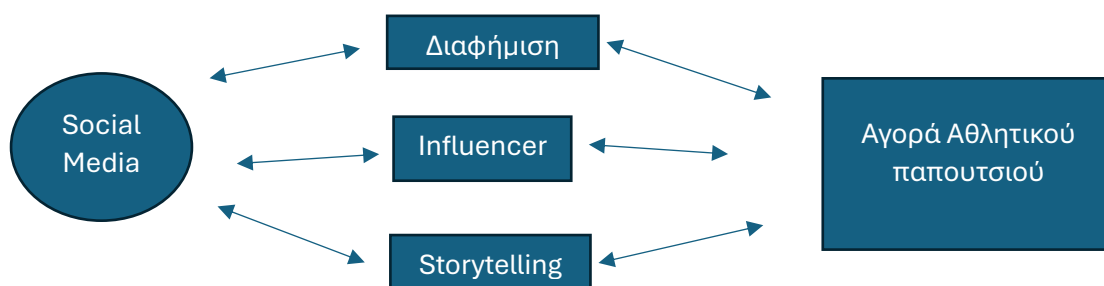 Διαφήμιση
Social
Media
Influencer
Αγορά Αθλητικού
παπουτσιού
Storytelling